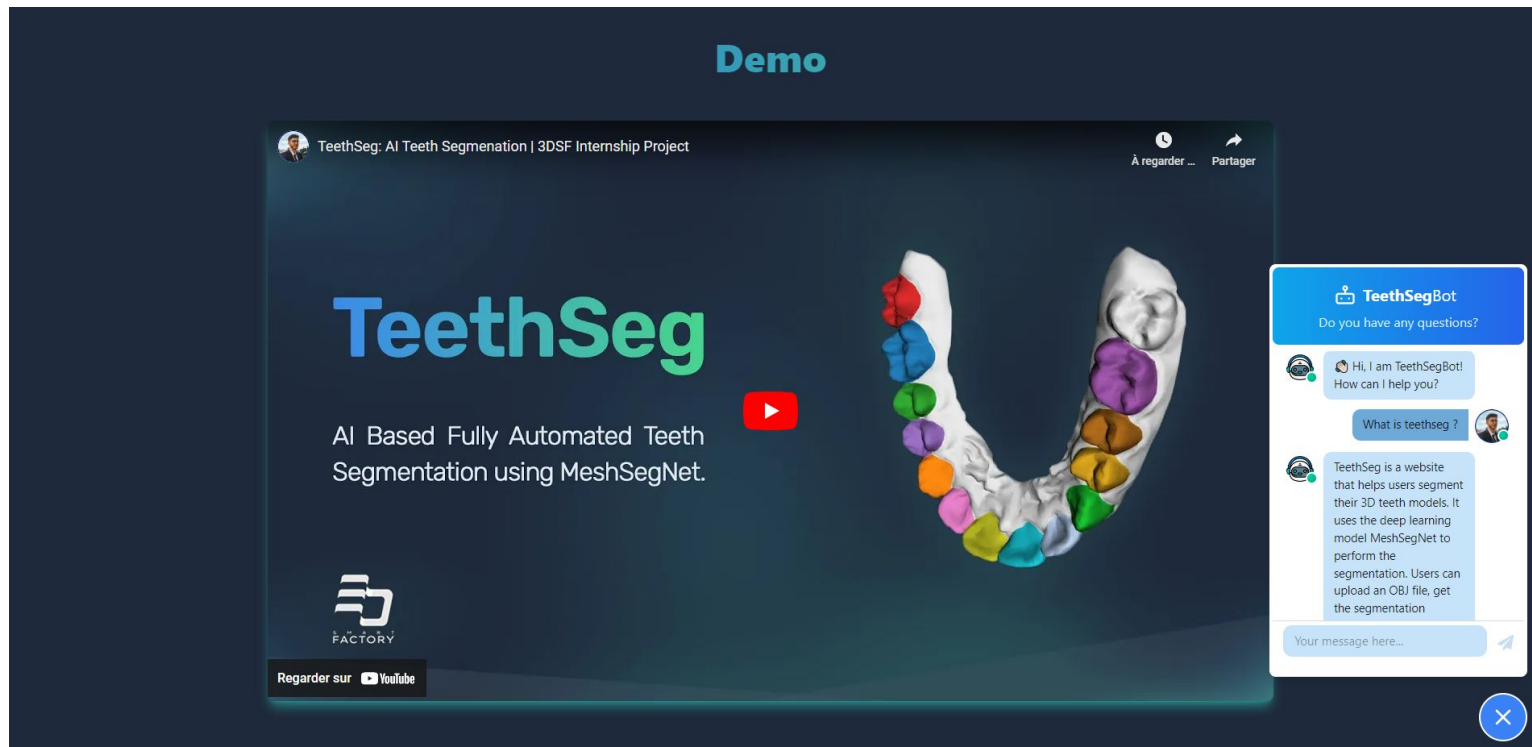 Demo
TeethSeg: AI Teeth Segmenation | 3DSF Internship Project
À regarder ...
Partager
TeethSeg
AI Based Fully Automated Teeth
Segmentation using MeshSegNet.
SMART
FACTORY
Regarder sur YouTube
TeethSegBot
Do you have any questions?
Hi, I am TeethSegBot!
How can I help you?
What is teethseg ?
TeethSeg is a website
that helps users segment
their 3D teeth models. It
uses the deep learning
model MeshSegNet to
perform the
segmentation. Users can
upload an OBJ file, get
the segmentation
Your message here...